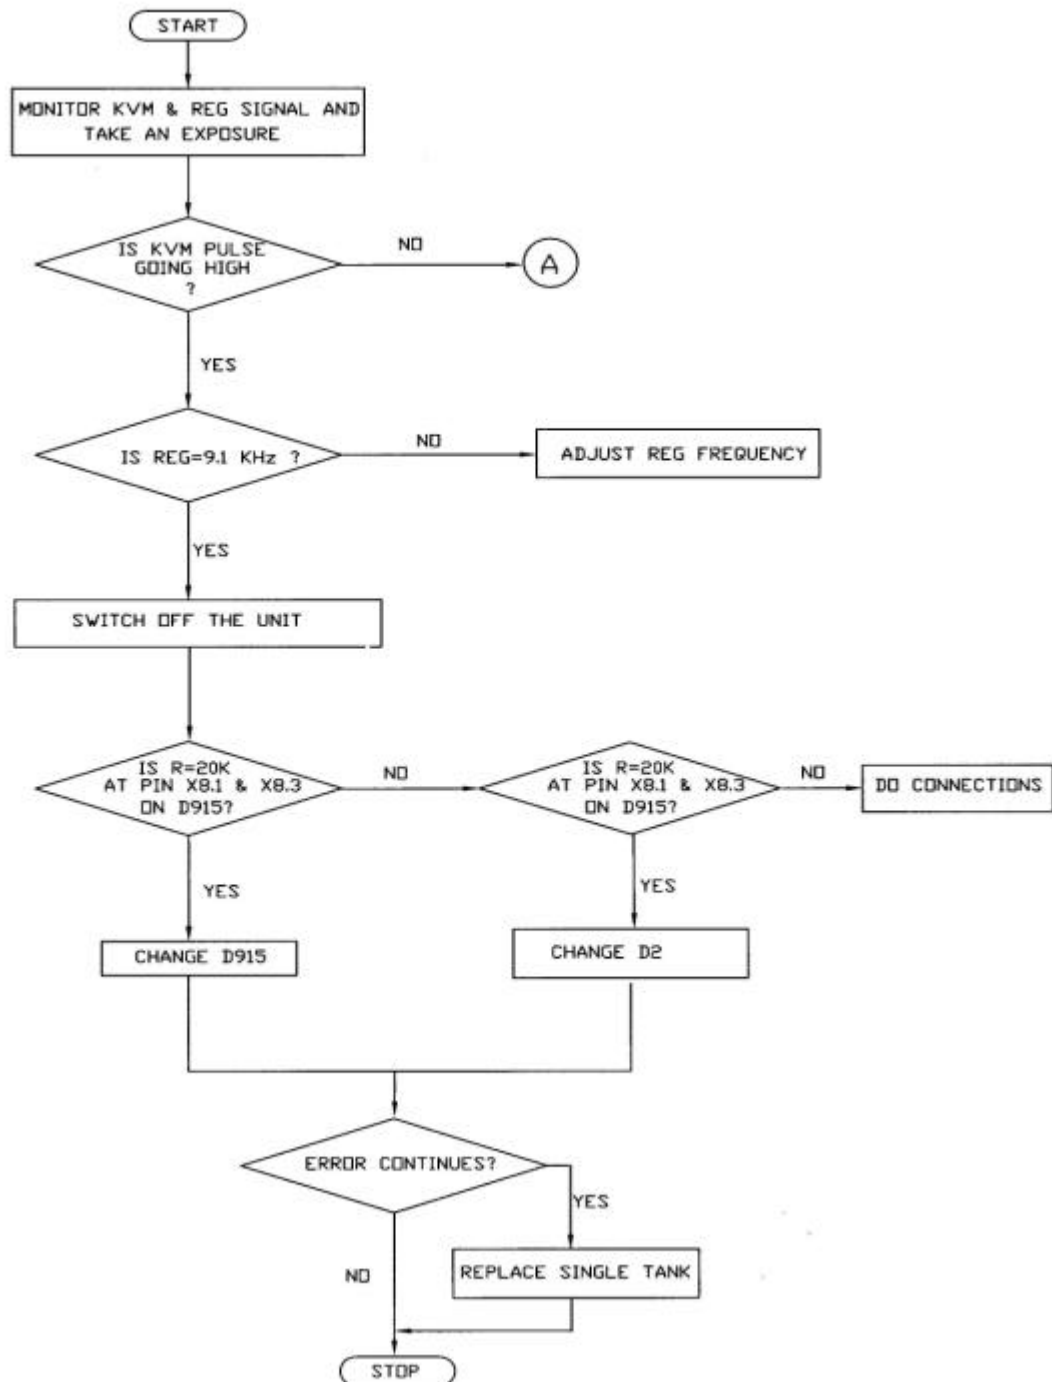 START
MONITOR KVM & REG SIGNAL AND
TAKE AN EXPOSURE
IS KVM PULSE
GOING HIGH
?
NO
A
YES
IS REG=9.1 KHz ?
NO
ADJUST REG FREQUENCY
YES
SWITCH OFF THE UNIT
IS R=20K
AT PIN X8.1 & X8.3
ON D915?
NO
IS R=20K
AT PIN X8.1 & X8.3
ON D915?
NO
DO CONNECTIONS
YES
YES
CHANGE D915
CHANGE D2
ERROR CONTINUES?
YES
NO
REPLACE SINGLE TANK
STOP